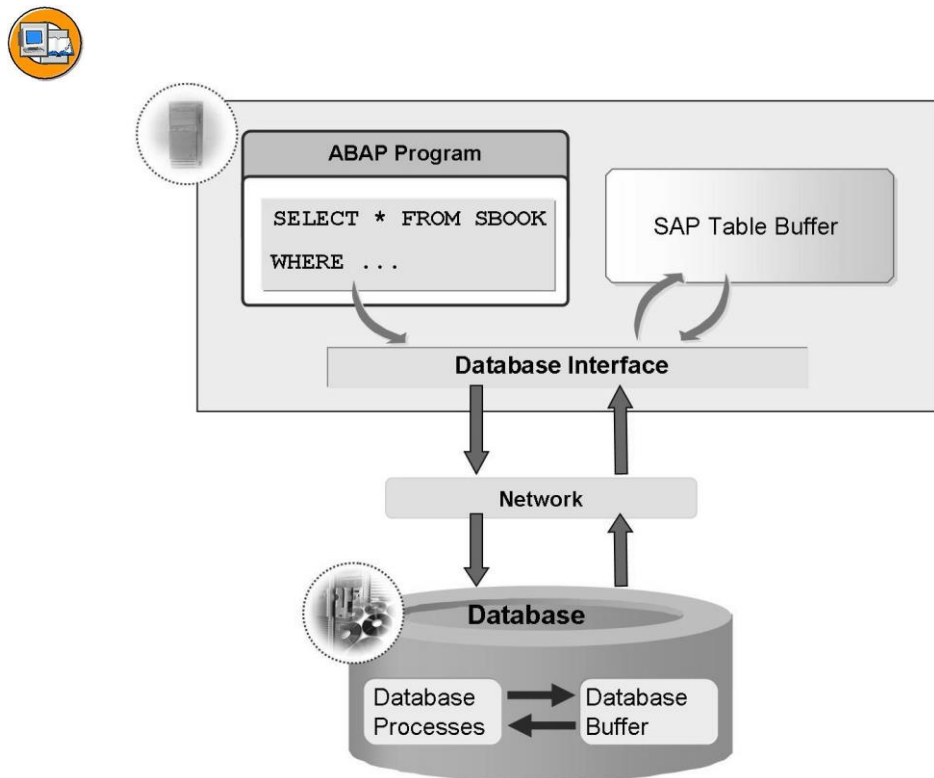 ABAP Program
SELECT * FROM SBOOK
WHERE ...
SAP Table Buffer
Database Interface
Network
Database
Database
Processes
Database
Buffer